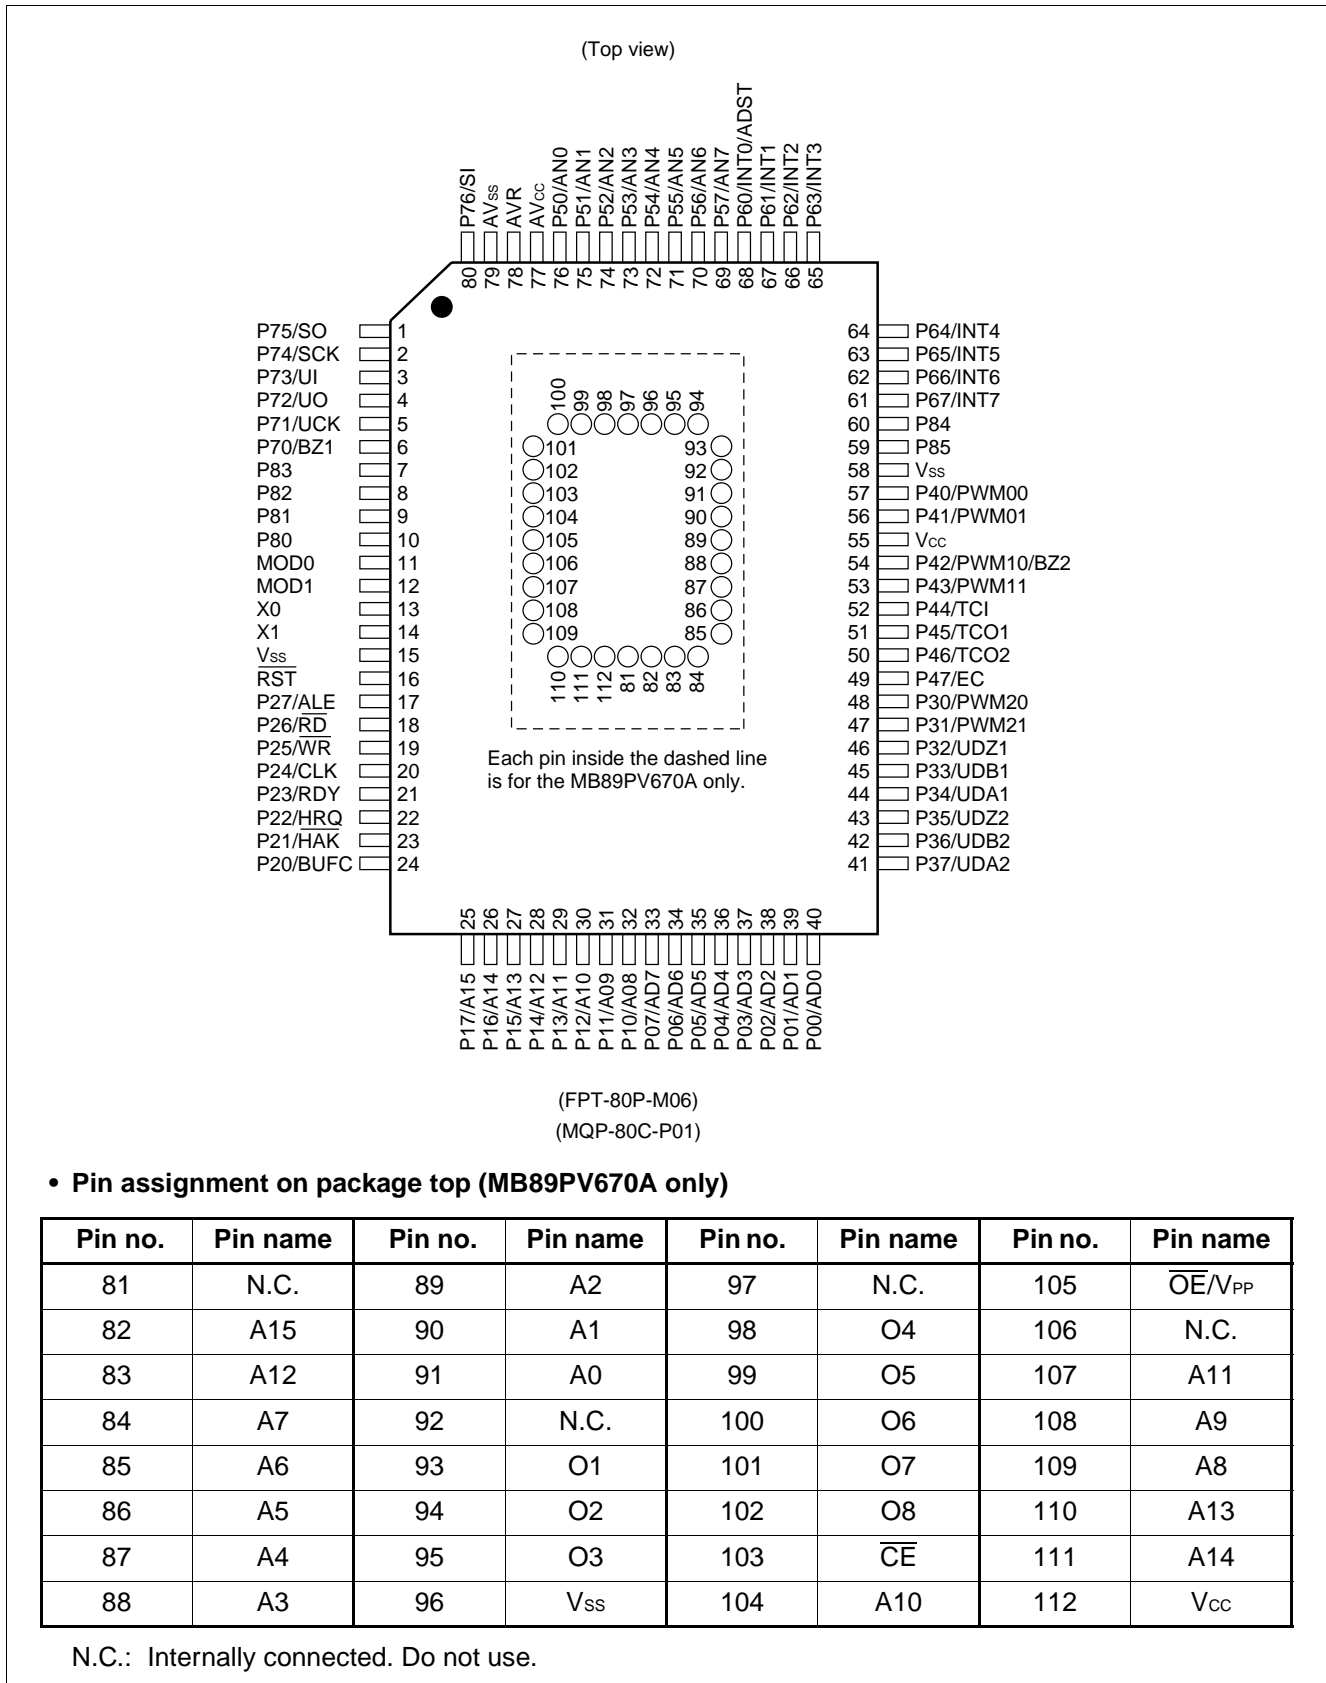 (Top view)
P76/SI
AVss
AVR
AVcc
P50/AN0
P51/AN1
P52/AN2
P53/AN3
P54/AN4
P55/AN5
P56/AN6
P57/AN7
P60/INT0/ADST
P61/INT1
P62/INT2
P63/INT3
80 79 78 77 76 75 74 73 72 71 70 69 68 67 66 65
P75/SO 1
P74/SCK 2
P73/UI 3
P72/UO 4
P71/UCK 5
P70/BZ1 6
P83 7
P82 8
P81 9
P80 10
MOD0 11
MOD1 12
X0 13
X1 14
Vss 15
R̅S̅T̅ 16
P27/ALE 17
P26/R̅D̅ 18
P25/W̅R̅ 19
P24/CLK 20
P23/RDY 21
P22/HRQ 22
P21/H̅A̅K̅ 23
P20/BUFC 24
100 99 98 97 96 95 94
101 93
102 92
103 91
104 90
105 89
106 88
107 87
108 86
109 85
110 111 112 81 82 83 84
Each pin inside the dashed line
is for the MB89PV670A only.
64 P64/INT4
63 P65/INT5
62 P66/INT6
61 P67/INT7
60 P84
59 P85
58 Vss
57 P40/PWM00
56 P41/PWM01
55 Vcc
54 P42/PWM10/BZ2
53 P43/PWM11
52 P44/TCI
51 P45/TCO1
50 P46/TCO2
49 P47/EC
48 P30/PWM20
47 P31/PWM21
46 P32/UDZ1
45 P33/UDB1
44 P34/UDA1
43 P35/UDZ2
42 P36/UDB2
41 P37/UDA2
25 26 27 28 29 30 31 32 33 34 35 36 37 38 39 40
P17/A15
P16/A14
P15/A13
P14/A12
P13/A11
P12/A10
P11/A09
P10/A08
P07/AD7
P06/AD6
P05/AD5
P04/AD4
P03/AD3
P02/AD2
P01/AD1
P00/AD0
(FPT-80P-M06)
(MQP-80C-P01)
• Pin assignment on package top (MB89PV670A only)
Pin no. Pin name Pin no. Pin name Pin no. Pin name Pin no. Pin name
81 N.C. 89 A2 97 N.C. 105 O̅E̅/VPP
82 A15 90 A1 98 O4 106 N.C.
83 A12 91 A0 99 O5 107 A11
84 A7 92 N.C. 100 O6 108 A9
85 A6 93 O1 101 O7 109 A8
86 A5 94 O2 102 O8 110 A13
87 A4 95 O3 103 C̅E̅ 111 A14
88 A3 96 Vss 104 A10 112 Vcc
N.C.: Internally connected. Do not use.